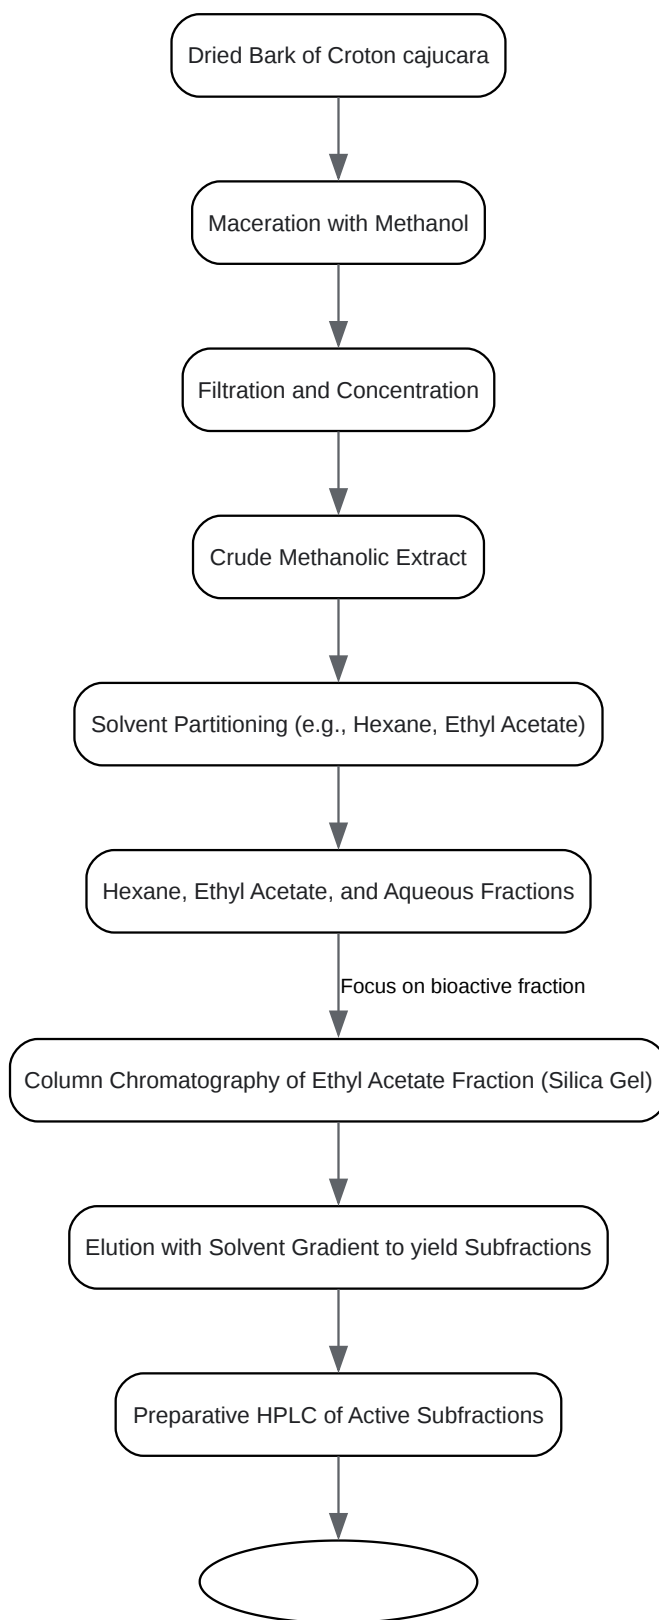 Dried Bark of Croton cajucara
Maceration with Methanol
Filtration and Concentration
Crude Methanolic Extract
Solvent Partitioning (e.g., Hexane, Ethyl Acetate)
Hexane, Ethyl Acetate, and Aqueous Fractions
Focus on bioactive fraction
Column Chromatography of Ethyl Acetate Fraction (Silica Gel)
Elution with Solvent Gradient to yield Subfractions
Preparative HPLC of Active Subfractions